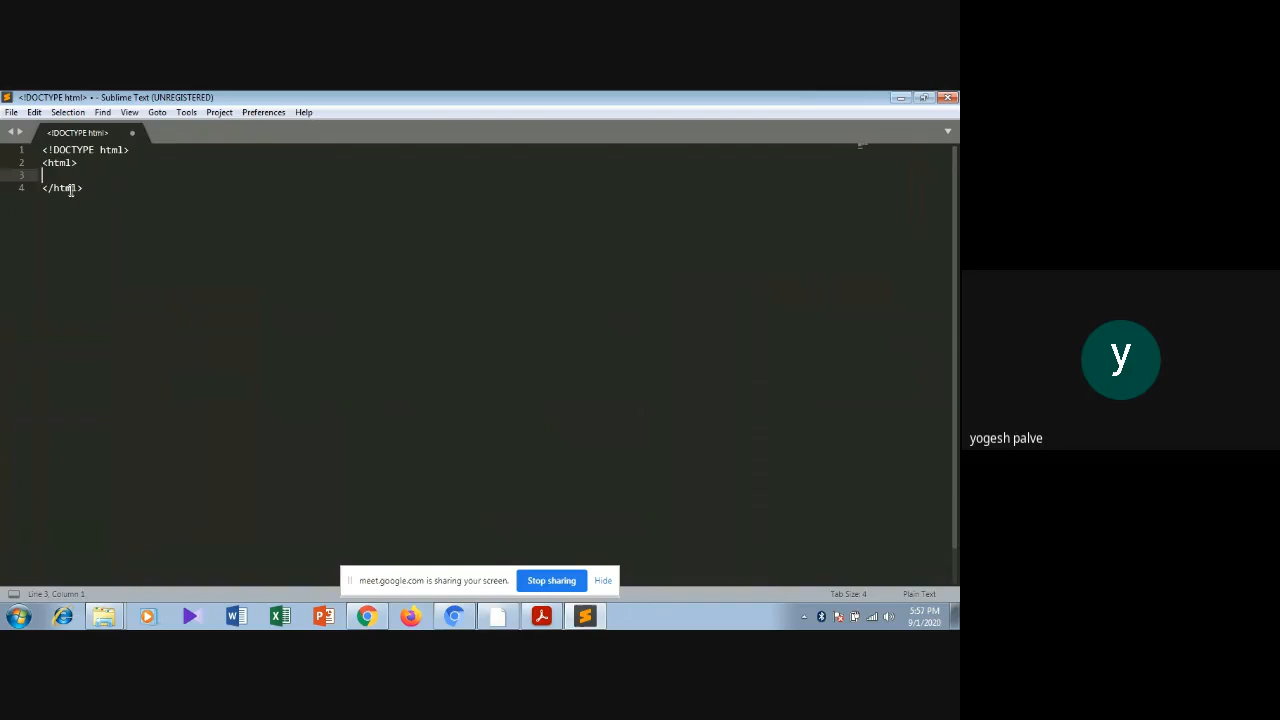 <!DOCTYPE html> • - Sublime Text (UNREGISTERED)
File Edit Selection Find View Goto Tools Project Preferences Help
<!DOCTYPE html>
1 <!DOCTYPE html>
2 <html>
3
4 </html>
y
yogesh palve
meet.google.com is sharing your screen. Stop sharing Hide
Line 3, Column 1 Tab Size: 4 Plain Text
5:57 PM
9/1/2020